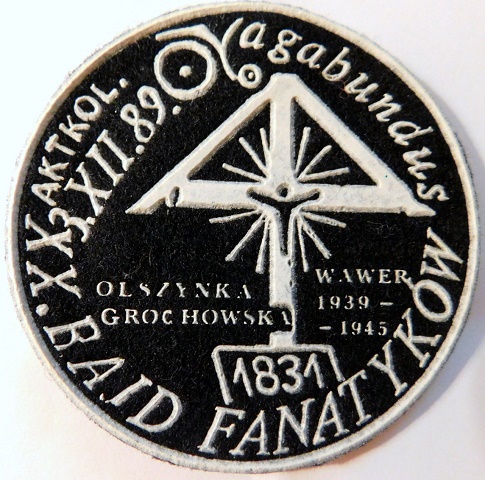 Vagabundus
XX AKTKOL.
3.XII.89.
OLSZYNKA
GROCHOWSKA
WAWER
1939 –
– 1945
1831
RAJD FANATYKÓW